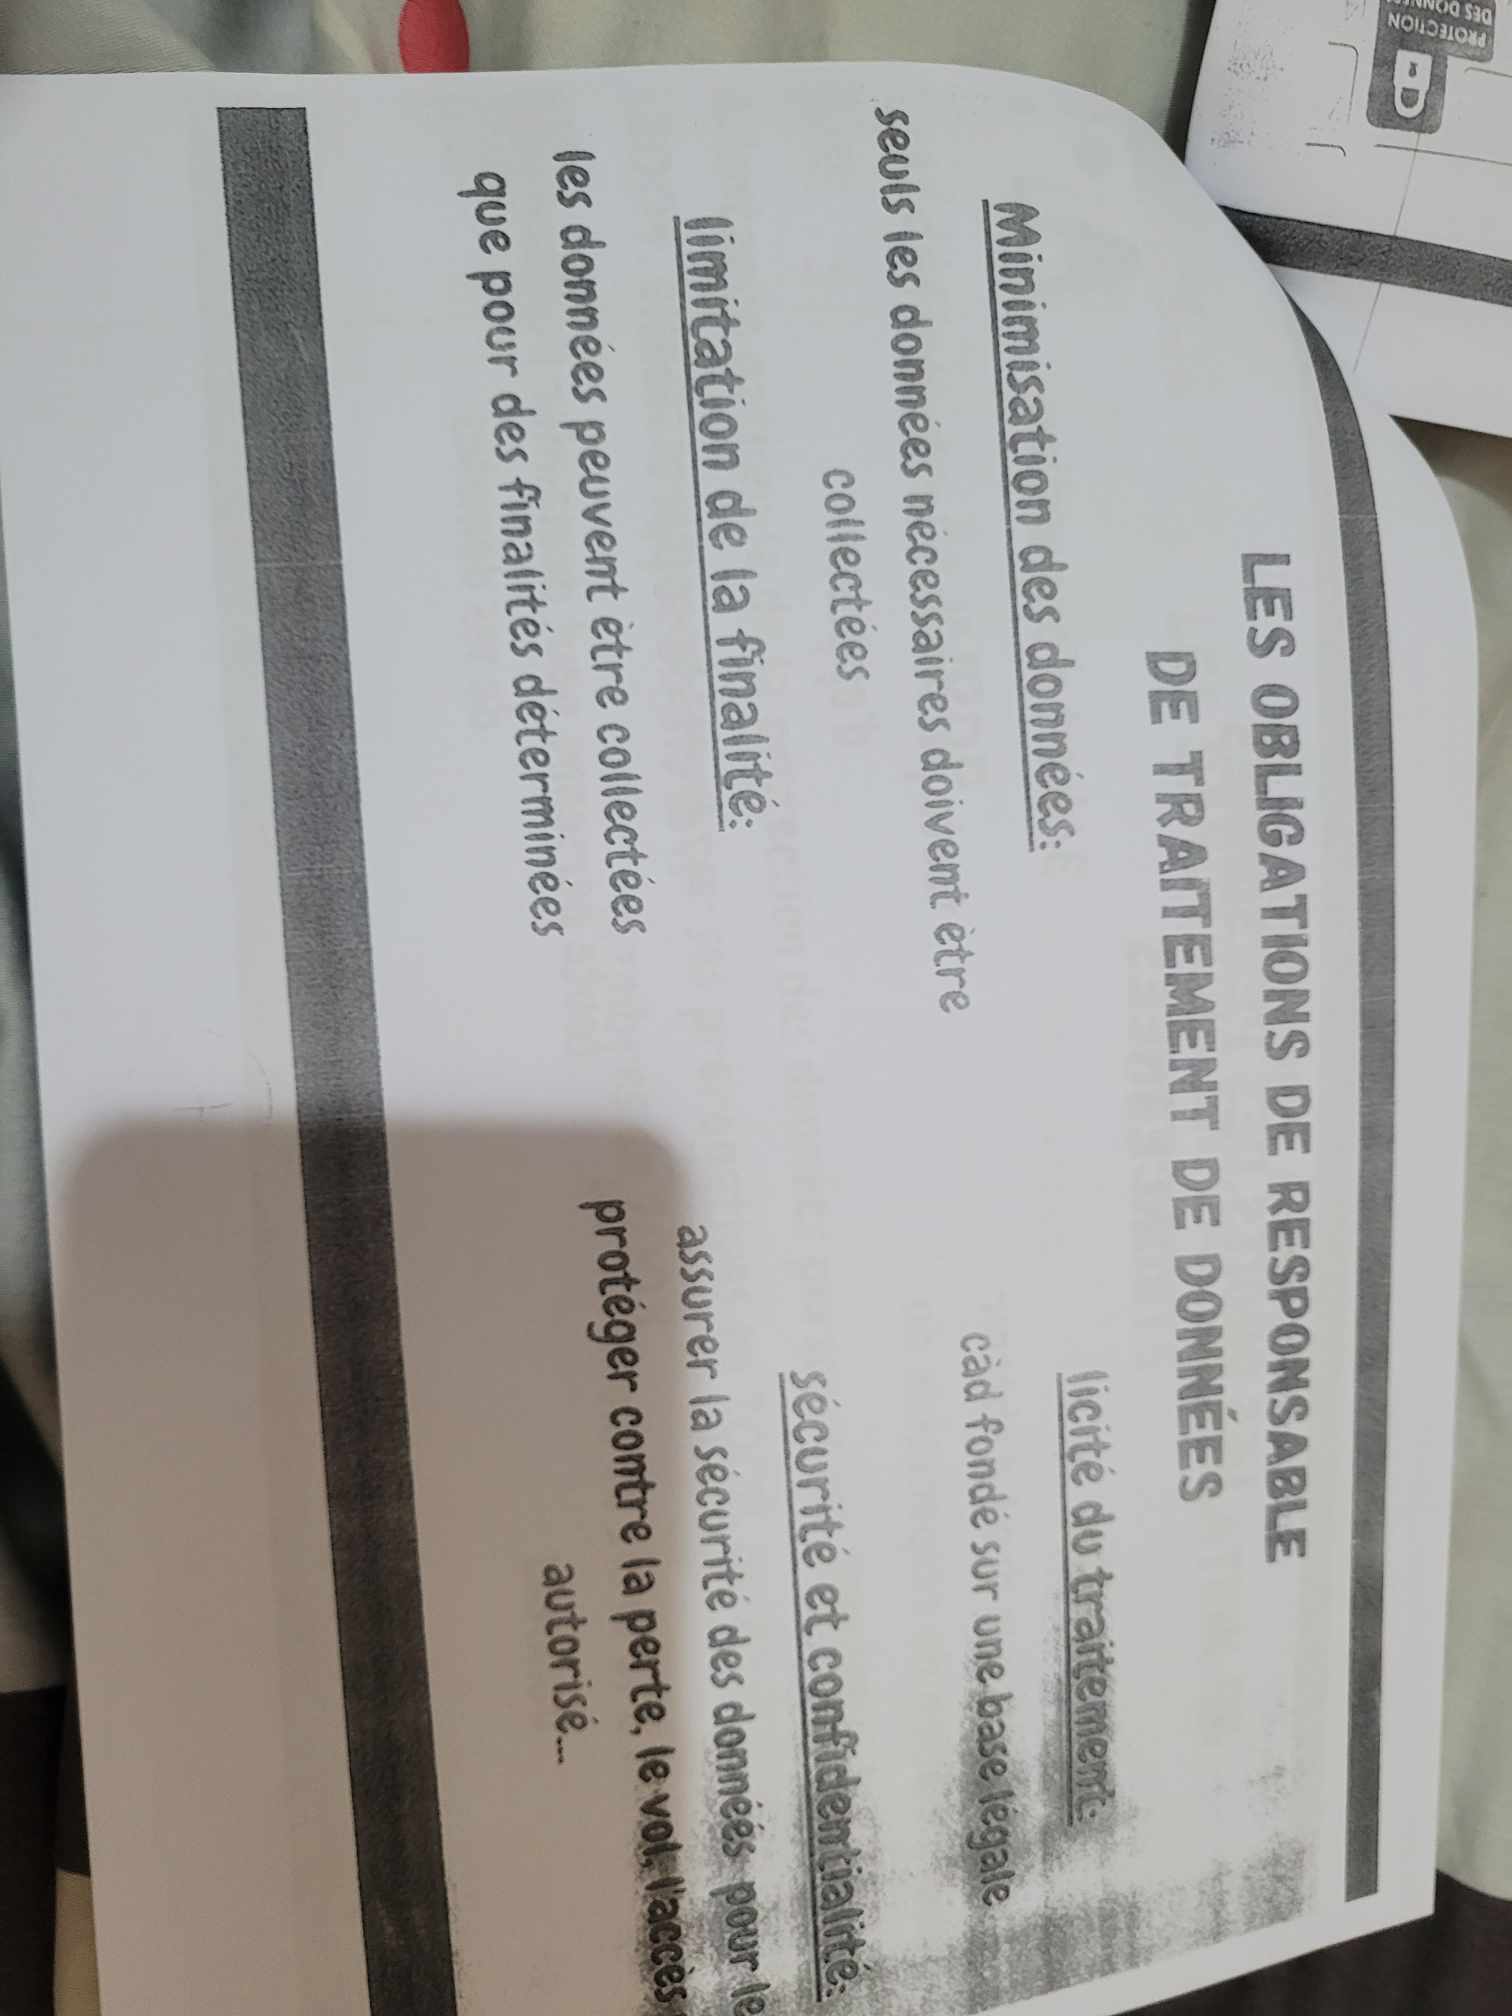 PROTECTION
DES DONNÉES
LES OBLIGATIONS DE RESPONSABLE
DE TRAITEMENT DE DONNÉES
Minimisation des données:
seuls les données nécessaires doivent être
collectées
limitation de la finalité:
les données peuvent être collectées
que pour des finalités déterminées
licité du traitement:
càd fondé sur une base légale
sécurité et confidentialité:
assurer la sécurité des donnéés pour le
protéger contre la perte, le vol, l'accès
autorisé...